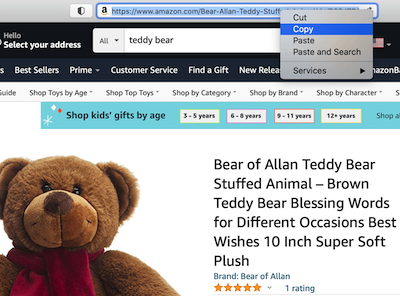 https://www.amazon.com/Bear-Allan-Teddy-Stuff
Cut
Copy
Paste
Paste and Search
Services
Hello
Select your address
All
teddy bear
Best Sellers Prime Customer Service Find a Gift New Rele AmazonBa
Guide Shop Toys by Age Shop Top Toys Shop by Category Shop by Brand Shop by Character Sh
Shop kids' gifts by age 3 - 5 years 6 - 8 years 9 - 11 years 12+ years Shop al
Bear of Allan Teddy Bear
Stuffed Animal – Brown
Teddy Bear Blessing Words
for Different Occasions Best
Wishes 10 Inch Super Soft
Plush
Brand: Bear of Allan
1 rating